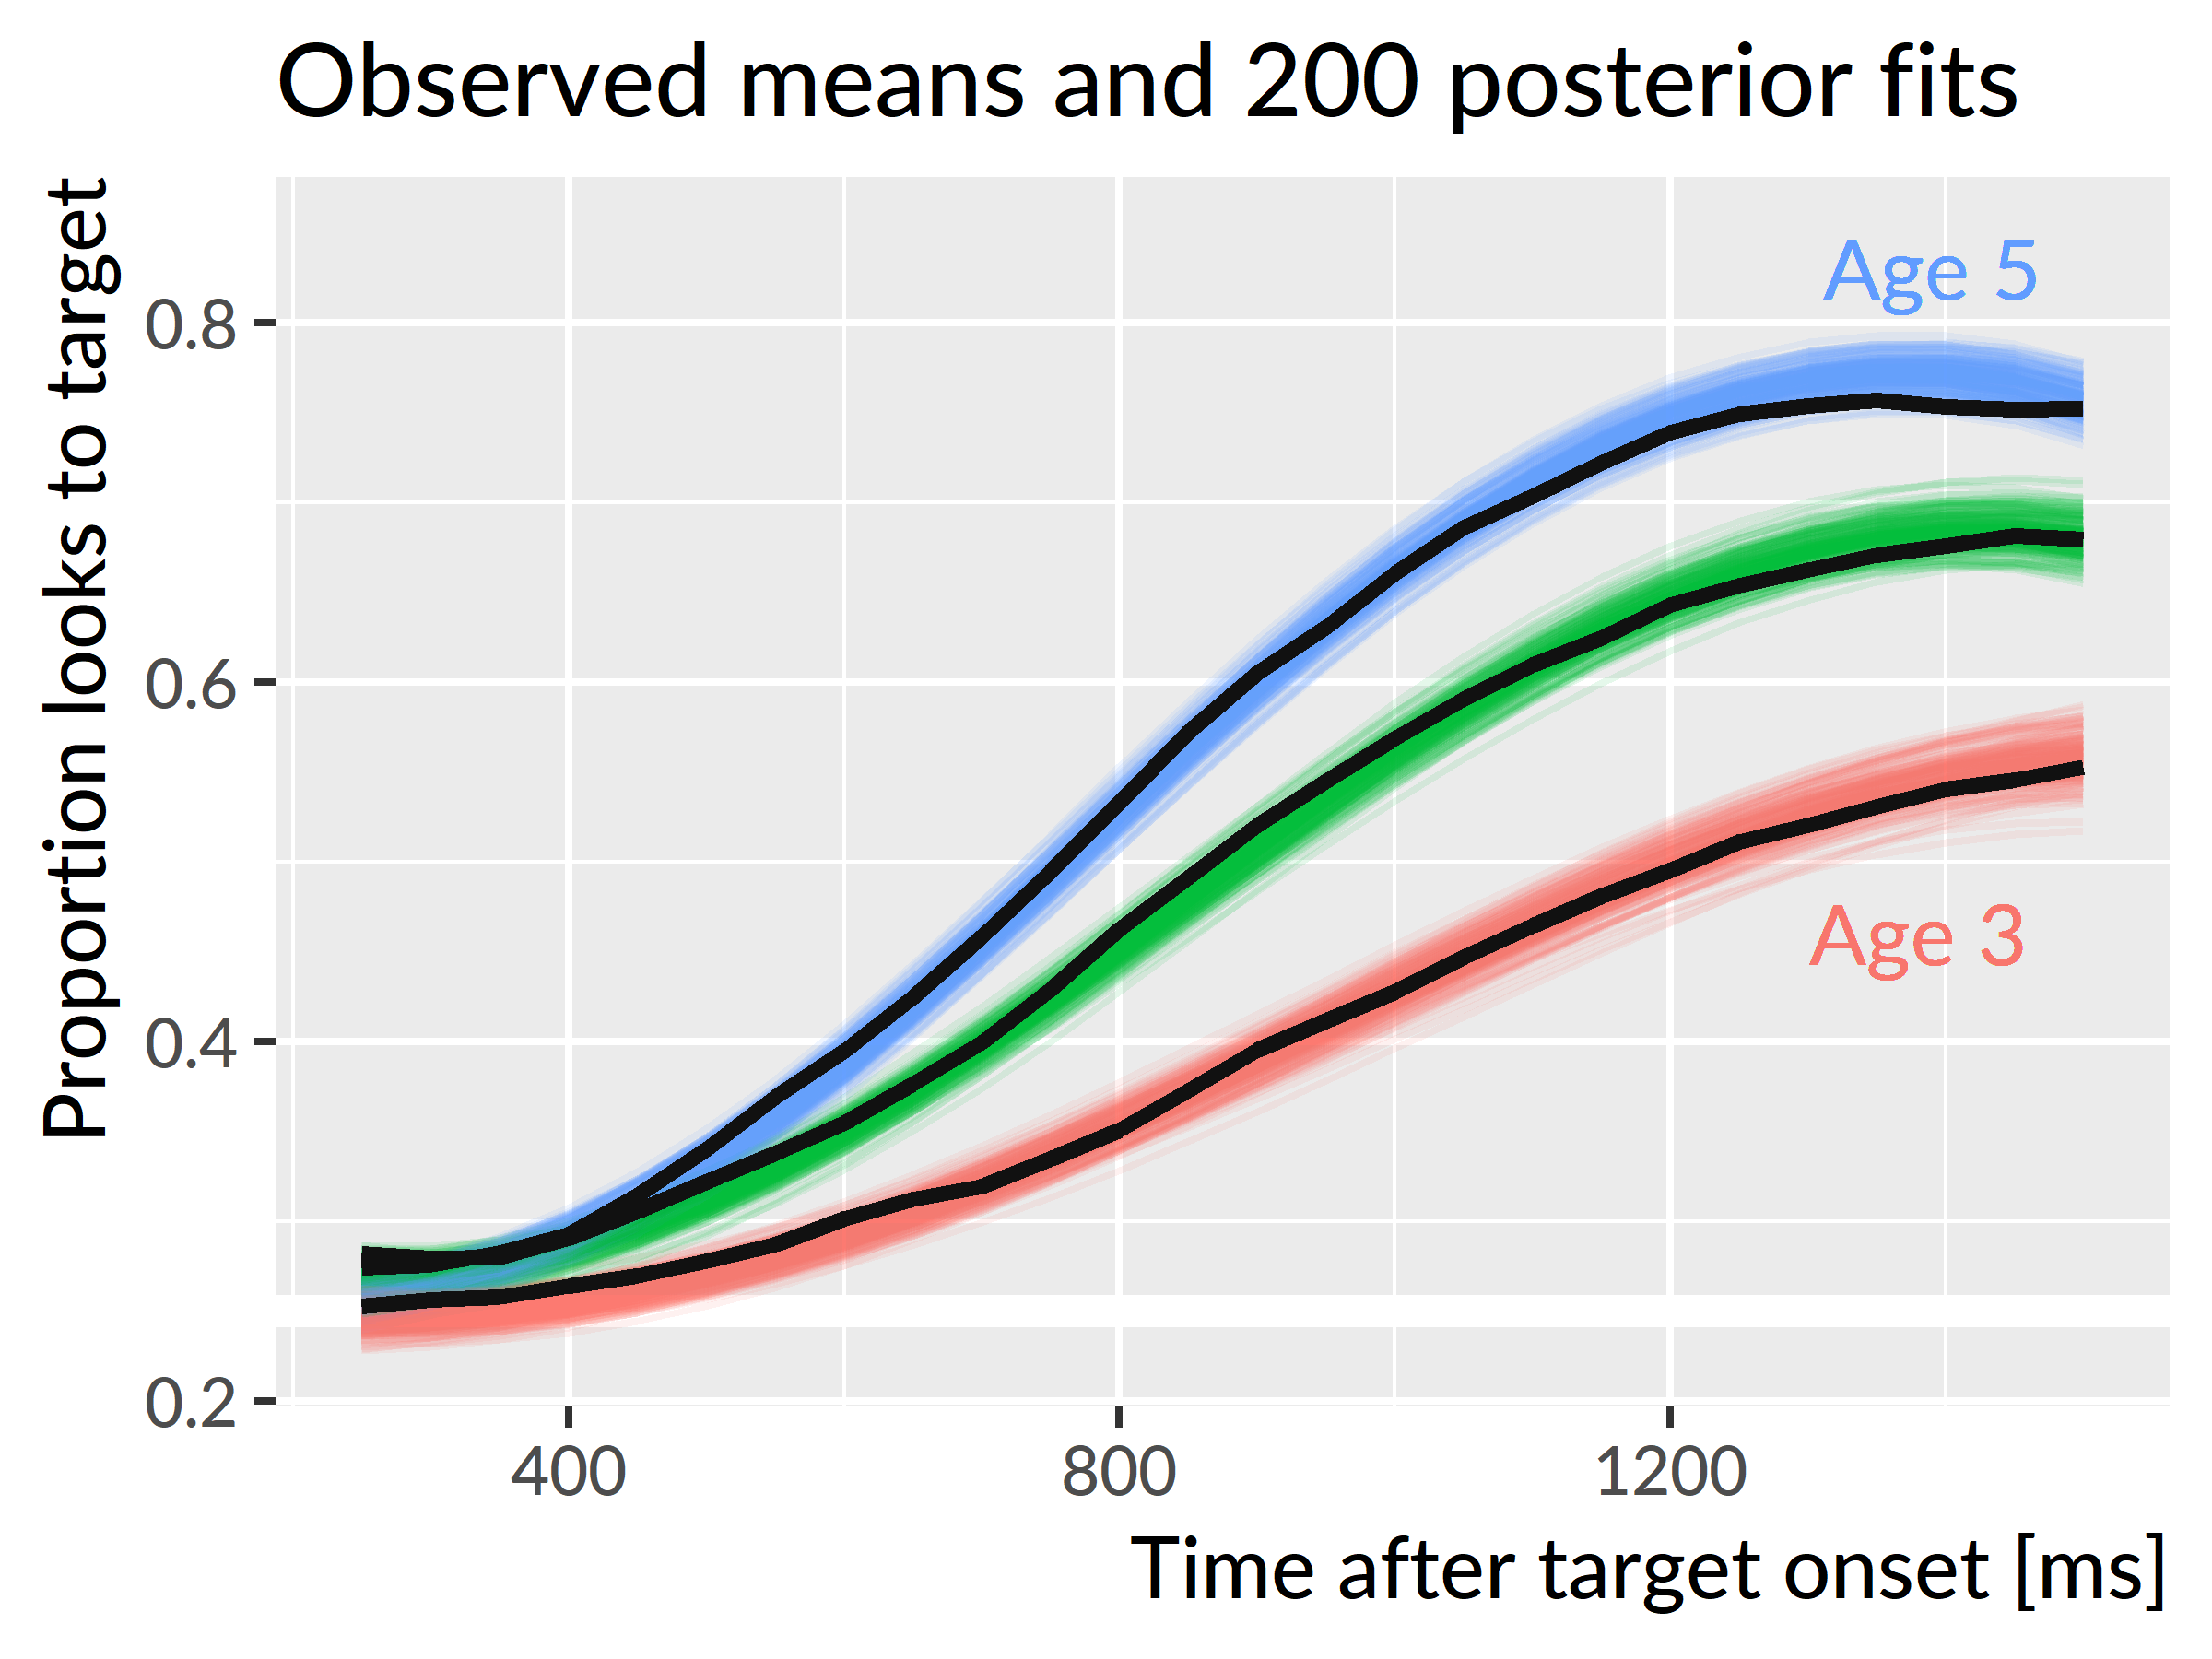 Observed means and 200 posterior fits
Proportion looks to target
0.8
0.6
0.4
0.2
Age 5
Age 3
400 800 1200
Time after target onset [ms]